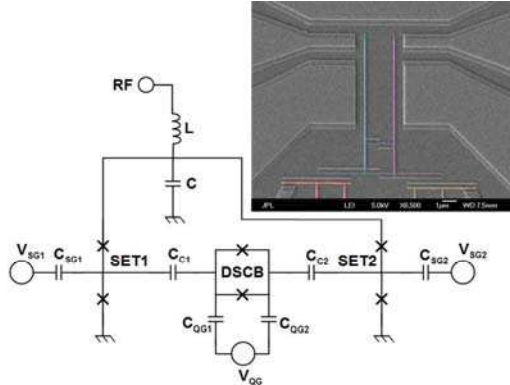 RF
L
C
JPL LEI 5.0kV X8,500 1μm WD 7.5mm
V_SG1
C_SG1
SET1
C_C1
DSCB
C_C2
SET2
C_SG2
V_SG2
C_QG1
C_QG2
V_QG